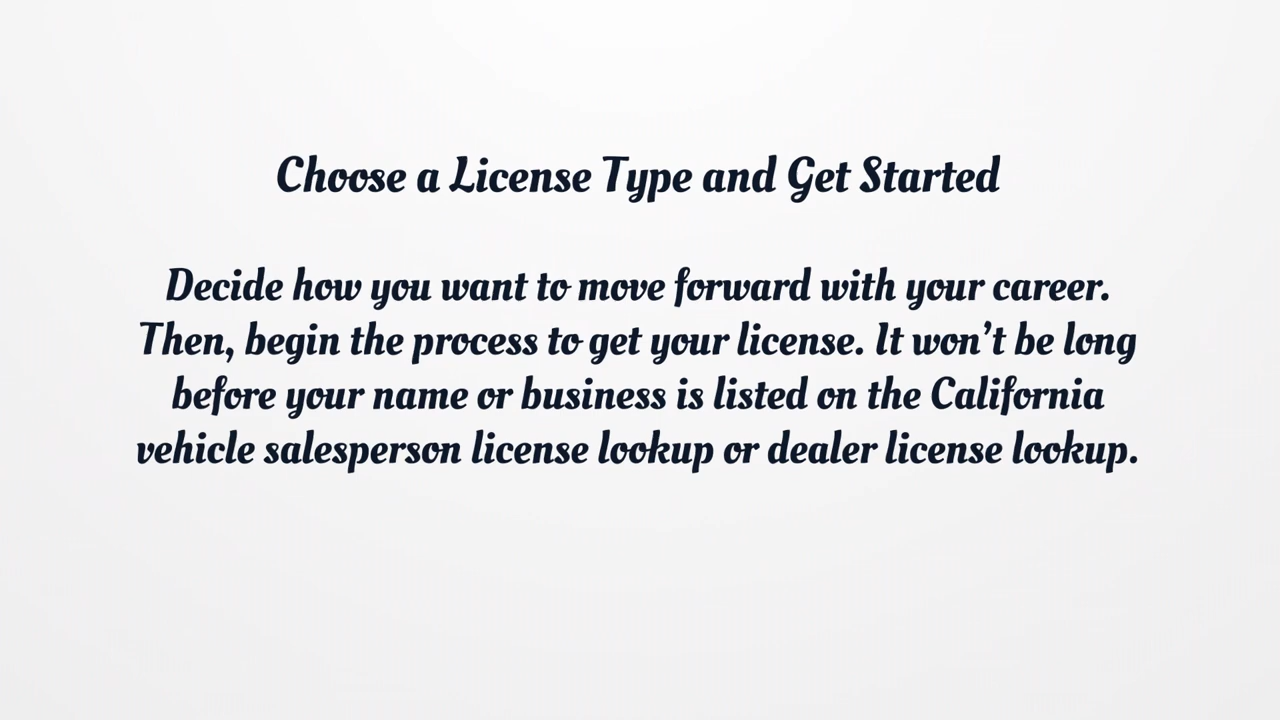 Choose a License Type and Get Started
Decide how you want to move forward with your career.
Then, begin the process to get your license. It won’t be long
before your name or business is listed on the California
vehicle salesperson license lookup or dealer license lookup.